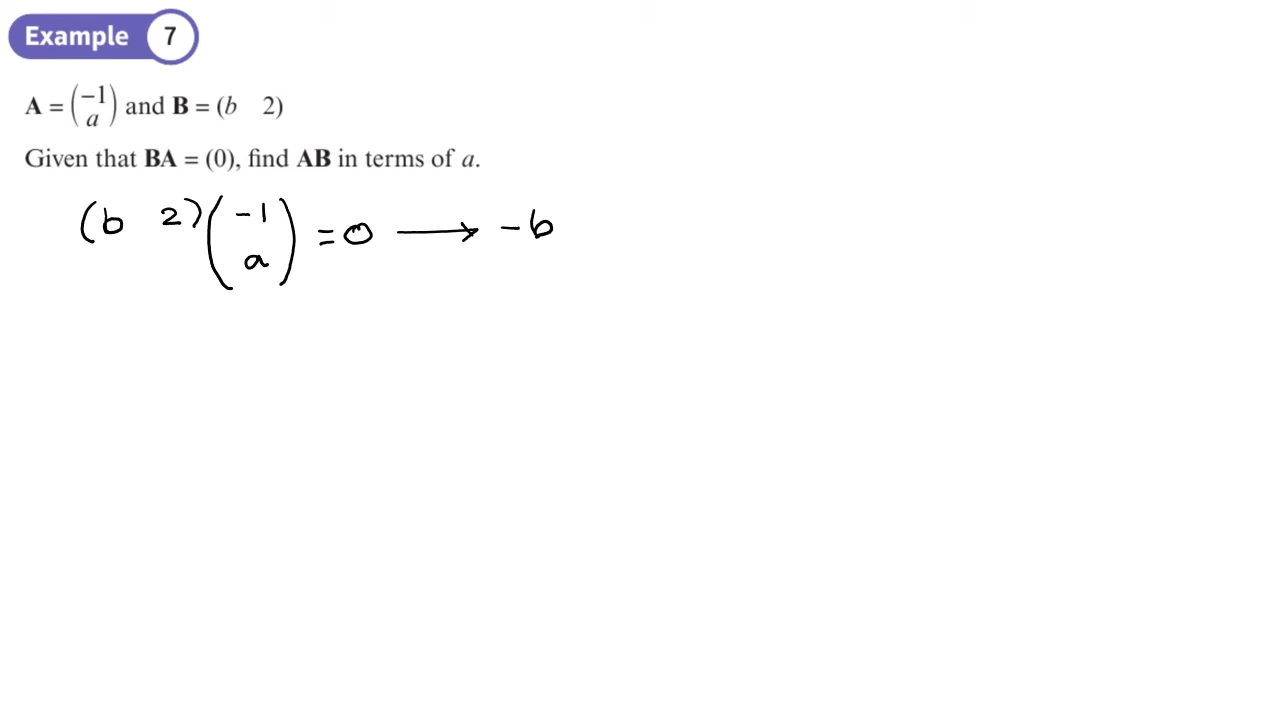 Example 7
A = (−1 a) and B = (b 2)
Given that BA = (0), find AB in terms of a.
(b 2)(-1 a) = 0 ⟶ -b